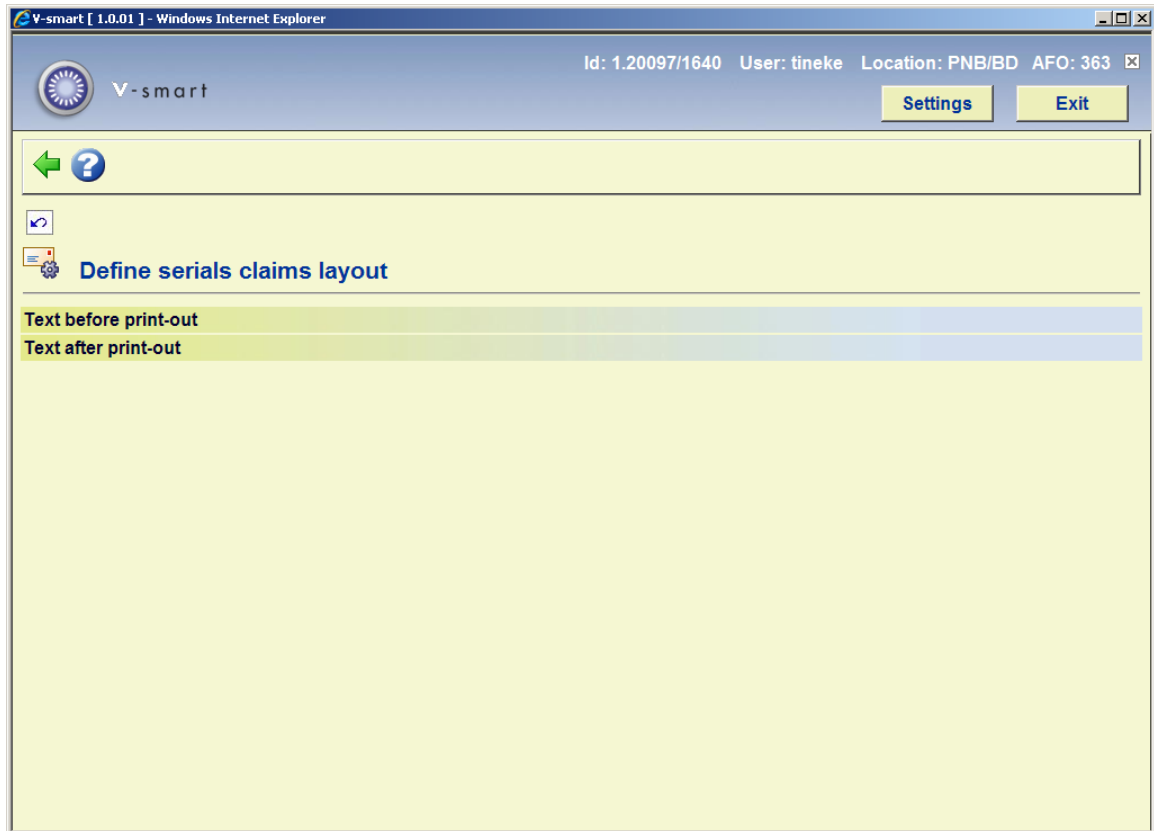 V-smart [ 1.0.01 ] - Windows Internet Explorer
Id: 1.20097/1640 User: tineke Location: PNB/BD AFO: 363
V-smart
Settings Exit
Define serials claims layout
Text before print-out
Text after print-out